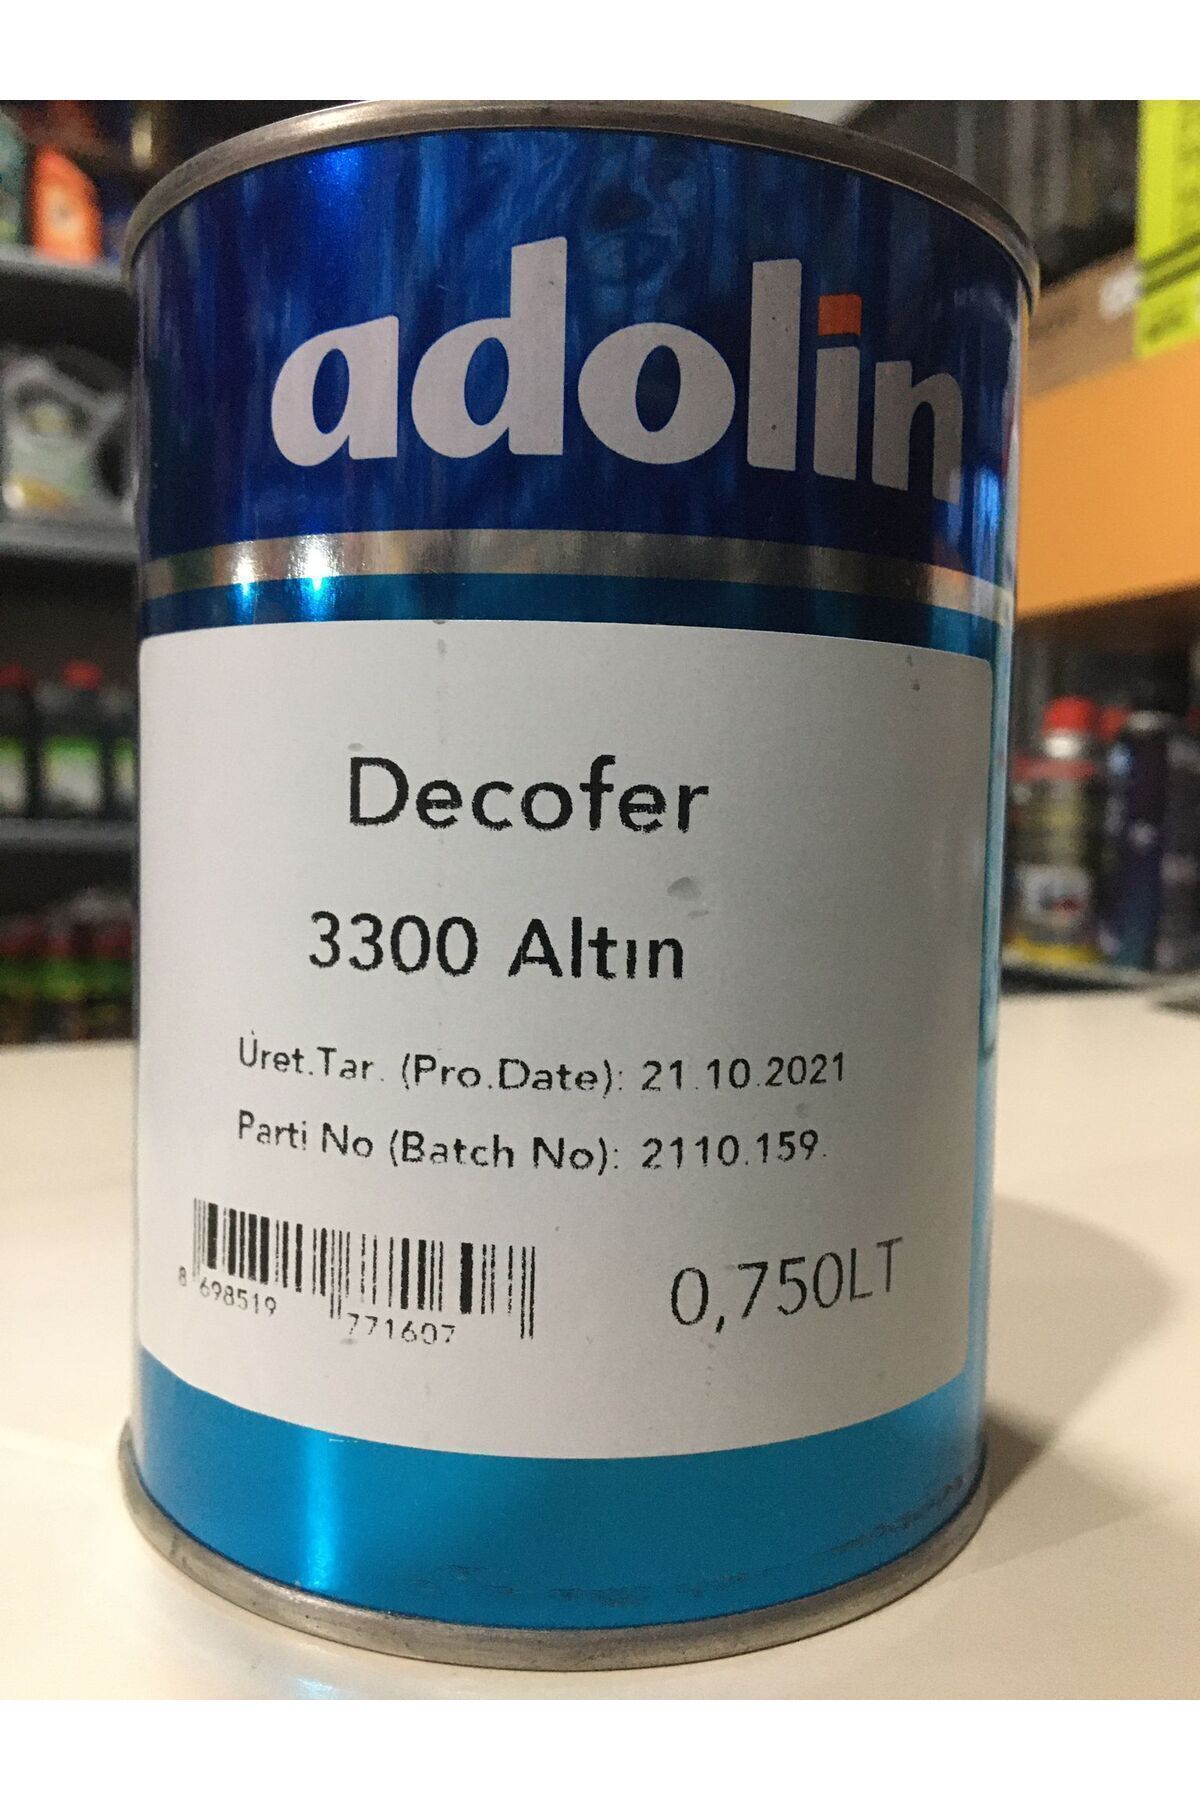 adolin
Decofer
3300 Altın
Üret.Tar. (Pro.Date): 21.10.2021
Parti No (Batch No): 2110.159.
8 698519 771607
0,750LT